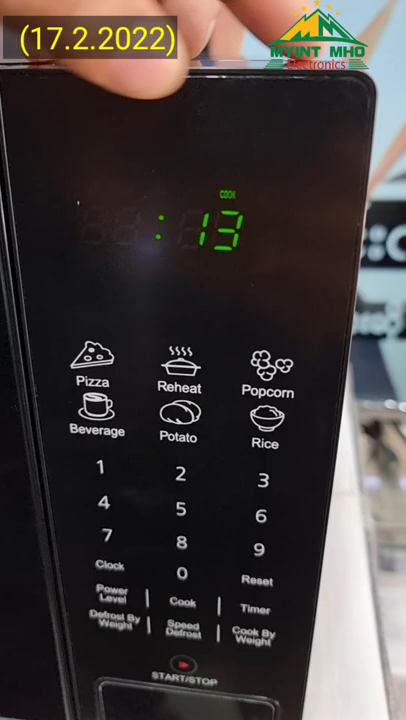 (17.2.2022)
MYINT MHO
Electronics
COOK
: 13
Pizza Reheat Popcorn
Beverage Potato Rice
1 2 3
4 5 6
7 8 9
Clock 0 Reset
Power Level | Cook | Timer
Defrost By Weight | Speed Defrost | Cook By Weight
START/STOP